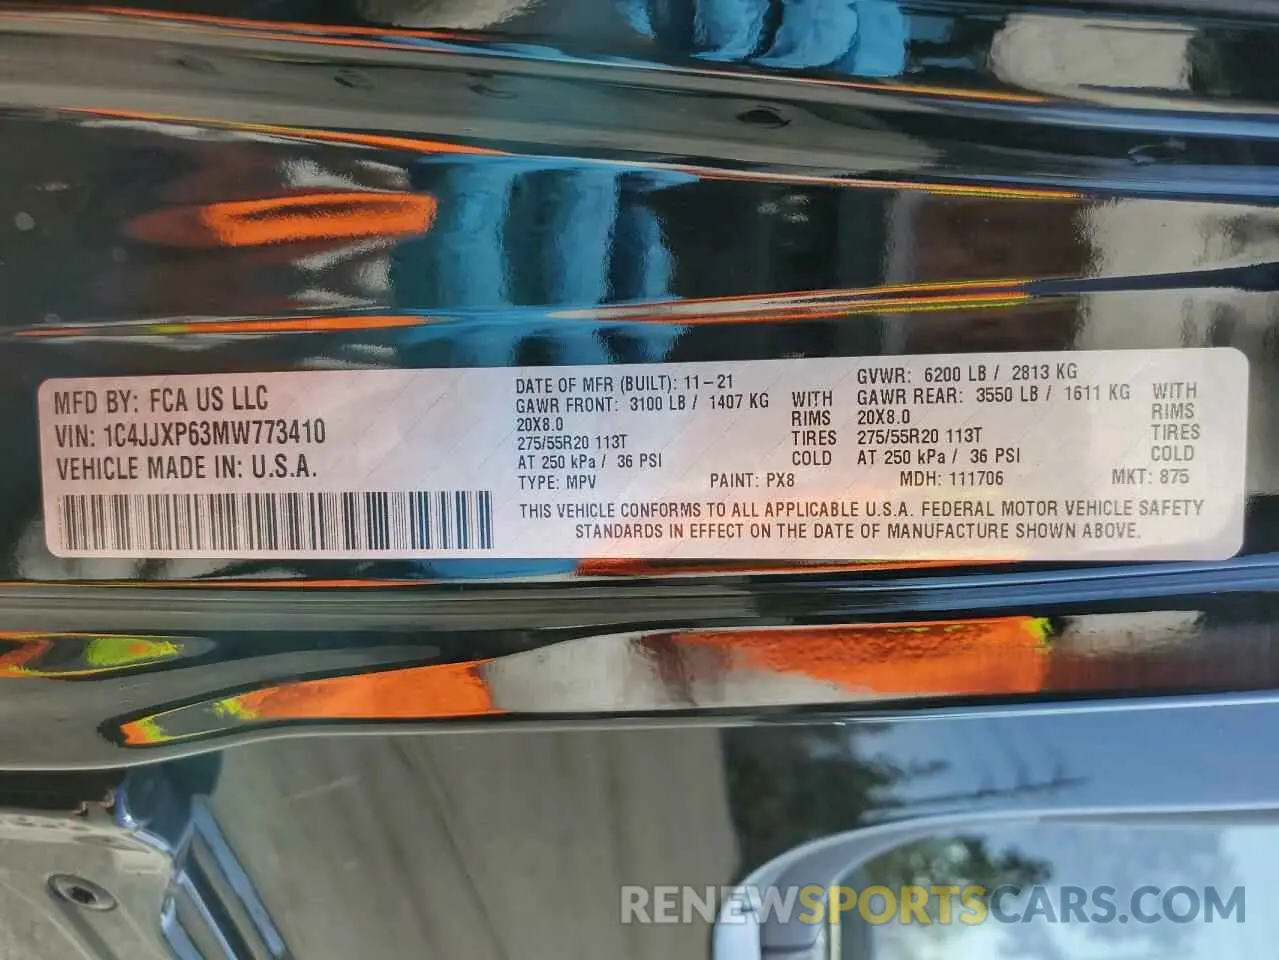 MFD BY: FCA US LLC
VIN: 1C4JJXP63MW773410
VEHICLE MADE IN: U.S.A.
DATE OF MFR (BUILT): 11-21
GAWR FRONT: 3100 LB / 1407 KG WITH
20X8.0 RIMS
275/55R20 113T TIRES
AT 250 kPa / 36 PSI COLD
GVWR: 6200 LB / 2813 KG
GAWR REAR: 3550 LB / 1611 KG WITH
20X8.0 RIMS
275/55R20 113T TIRES
AT 250 kPa / 36 PSI COLD
TYPE: MPV PAINT: PX8 MDH: 111706 MKT: 875
THIS VEHICLE CONFORMS TO ALL APPLICABLE U.S.A. FEDERAL MOTOR VEHICLE SAFETY
STANDARDS IN EFFECT ON THE DATE OF MANUFACTURE SHOWN ABOVE.
RENEWSPORTSCARS.COM